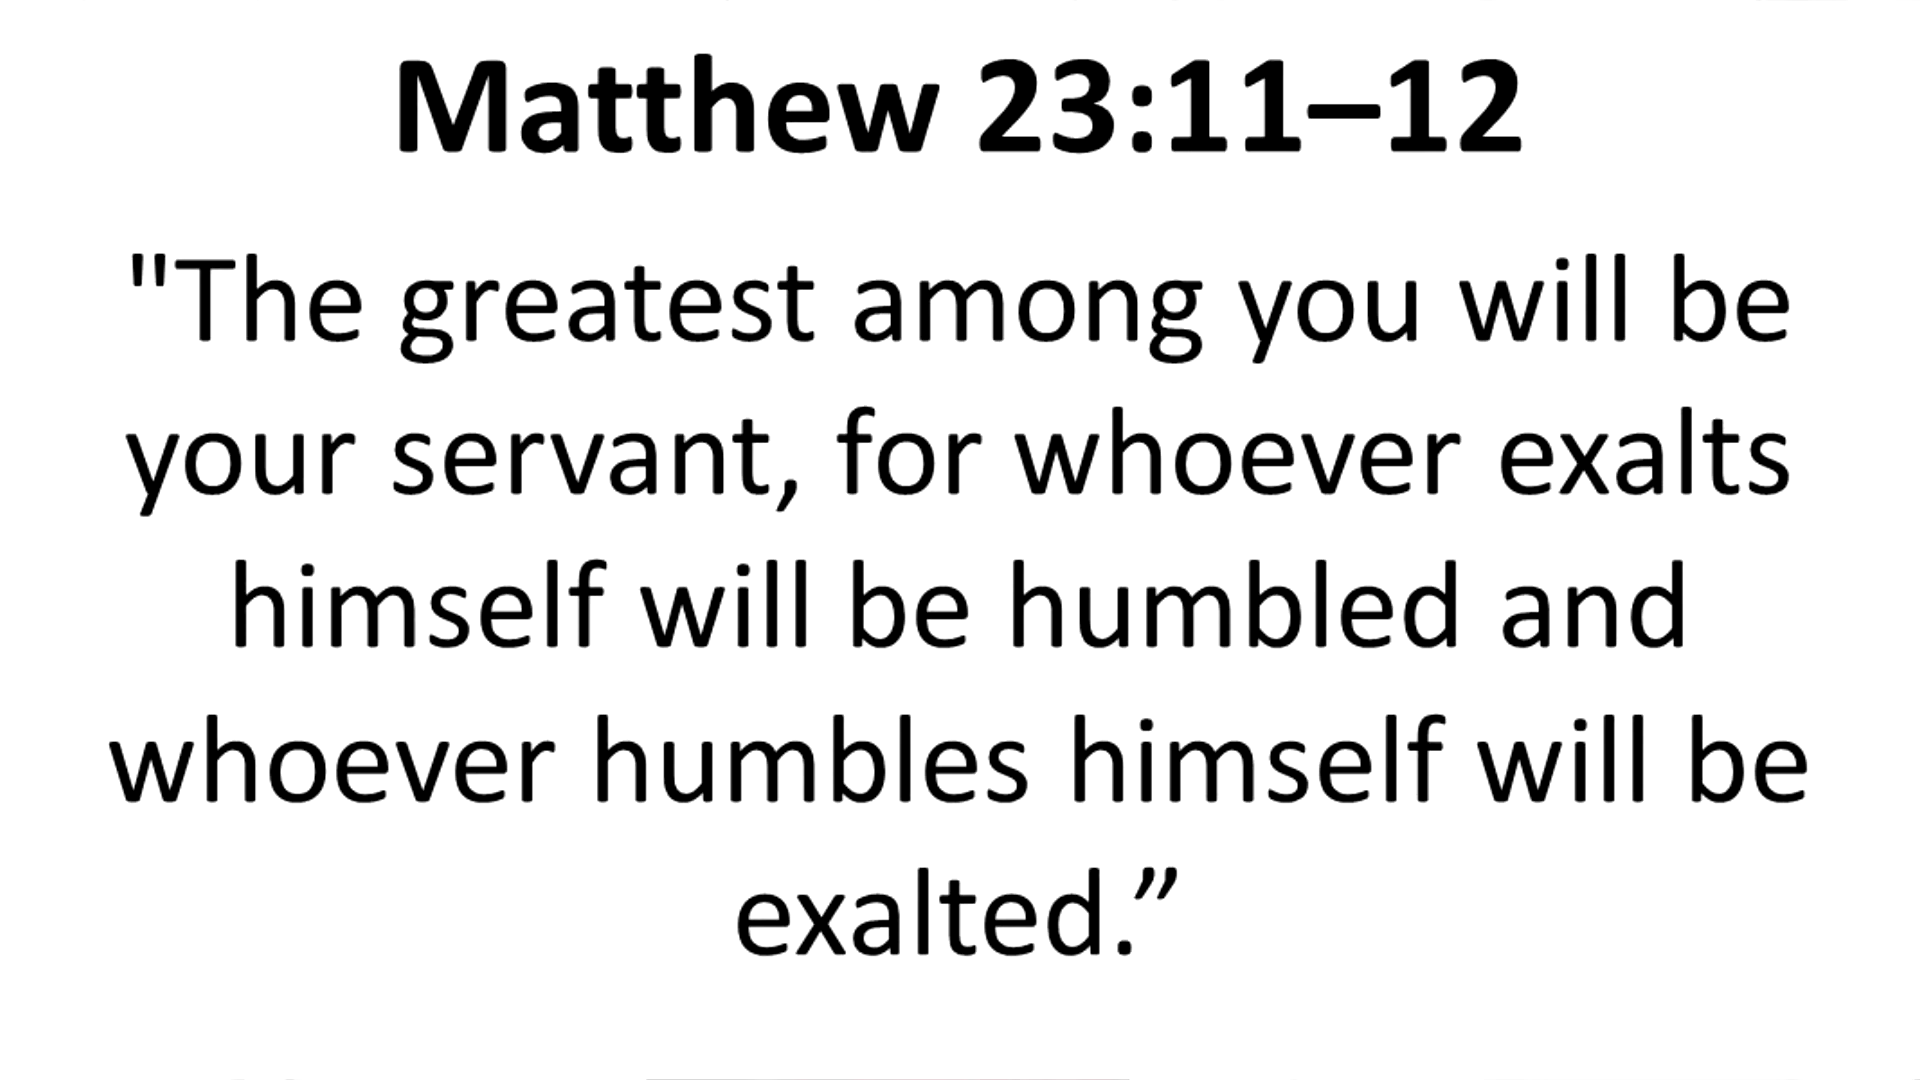 Matthew 23:11–12
"The greatest among you will be
your servant, for whoever exalts
himself will be humbled and
whoever humbles himself will be
exalted.”